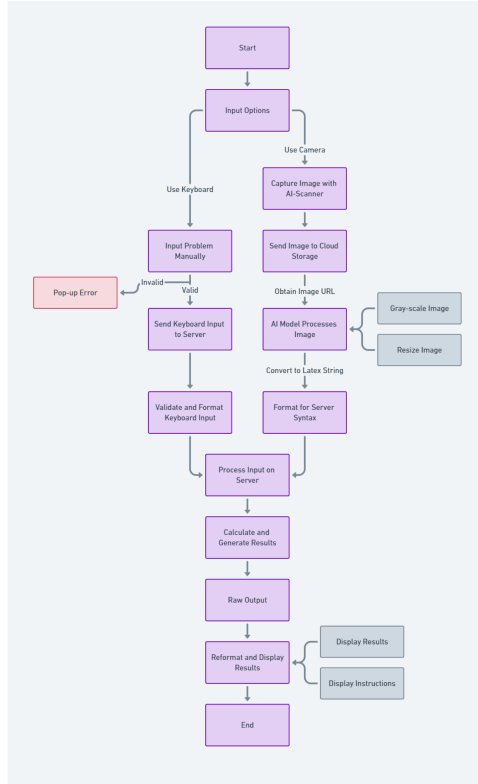 Start
Input Options
Use Camera
Use Keyboard
Capture Image with
AI-Scanner
Input Problem
Manually
Send Image to Cloud
Storage
Invalid
Valid
Pop-up Error
Obtain Image URL
Gray-scale Image
Send Keyboard Input
to Server
AI Model Processes
Image
Resize Image
Convert to Latex String
Validate and Format
Keyboard Input
Format for Server
Syntax
Process Input on
Server
Calculate and
Generate Results
Raw Output
Display Results
Reformat and Display
Results
Display Instructions
End